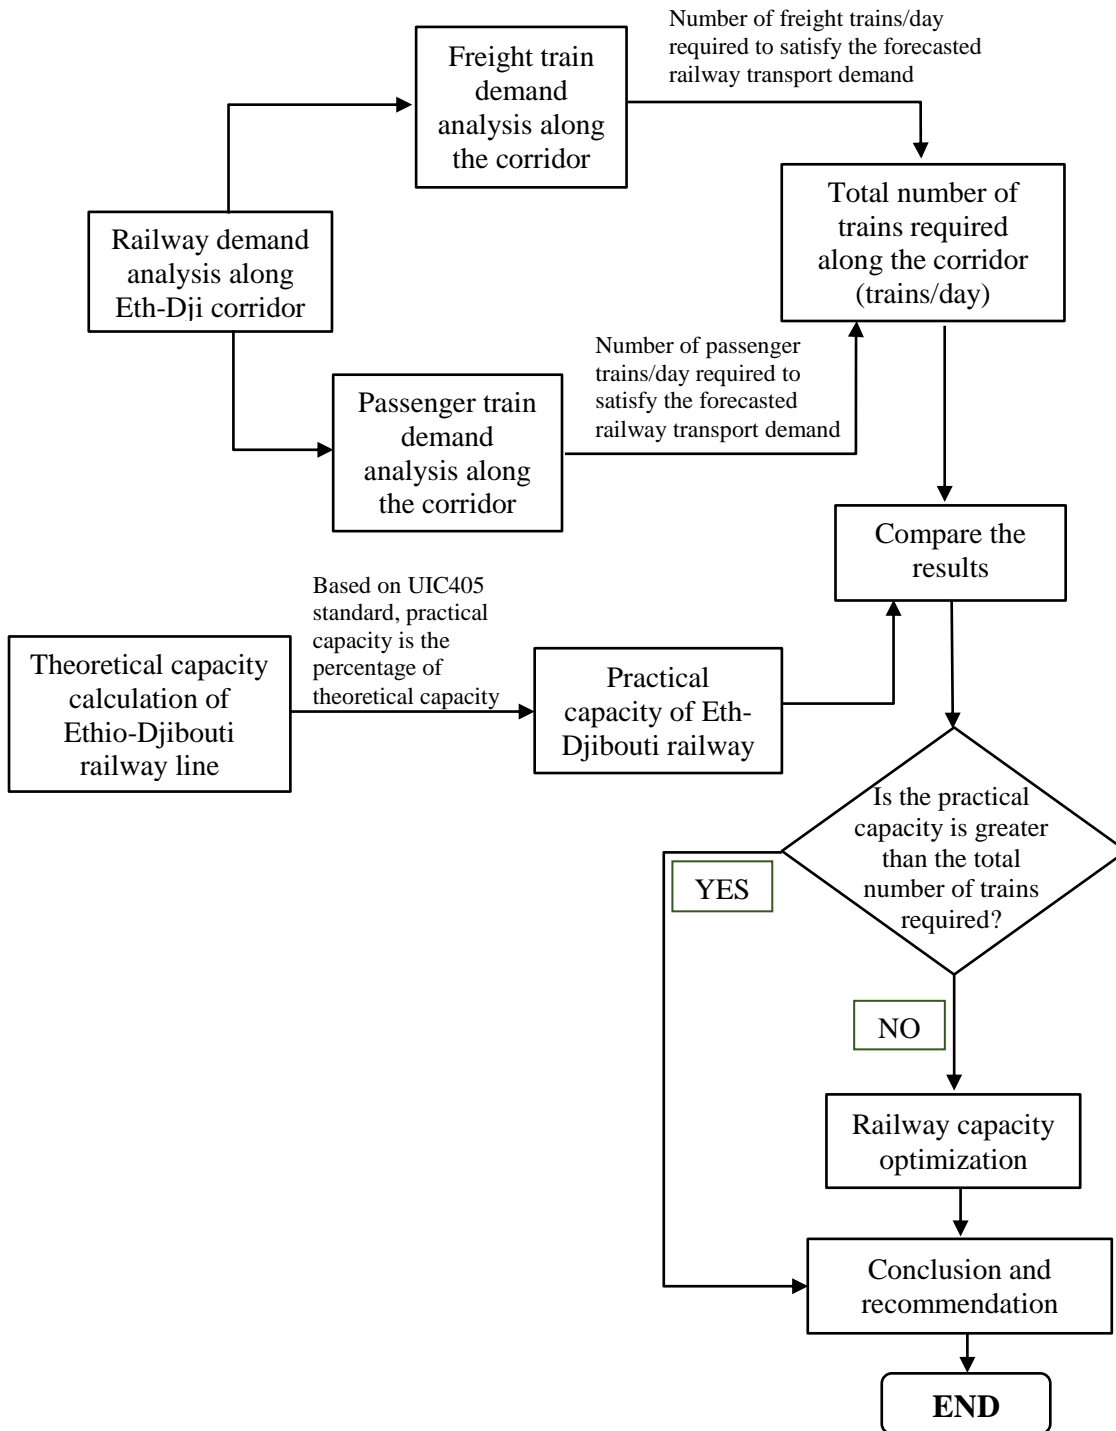 Number of freight trains/day
required to satisfy the forecasted
railway transport demand
Freight train
demand
analysis along
the corridor
Total number of
trains required
along the corridor
(trains/day)
Railway demand
analysis along
Eth-Dji corridor
Number of passenger
trains/day required to
satisfy the forecasted
railway transport demand
Passenger train
demand
analysis along
the corridor
Compare the
results
Based on UIC405
standard, practical
capacity is the
percentage of
theoretical capacity
Theoretical capacity
calculation of
Ethio-Djibouti
railway line
Practical
capacity of Eth-
Djibouti railway
Is the practical
capacity is greater
than the total
number of trains
required?
YES
NO
Railway capacity
optimization
Conclusion and
recommendation
END